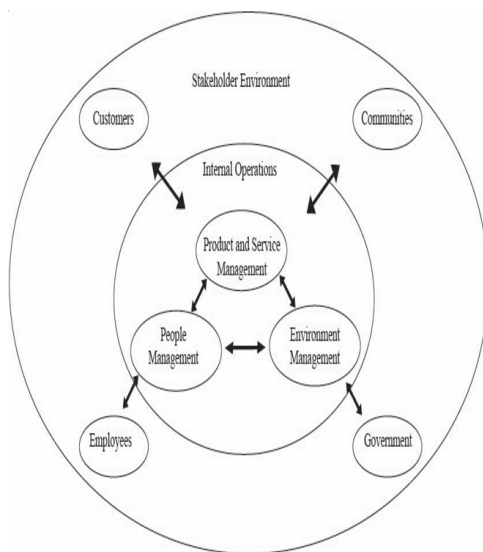 Stakeholder Environment
Customers
Communities
Internal Operations
Product and Service
Management
People
Management
Environment
Management
Employees
Government